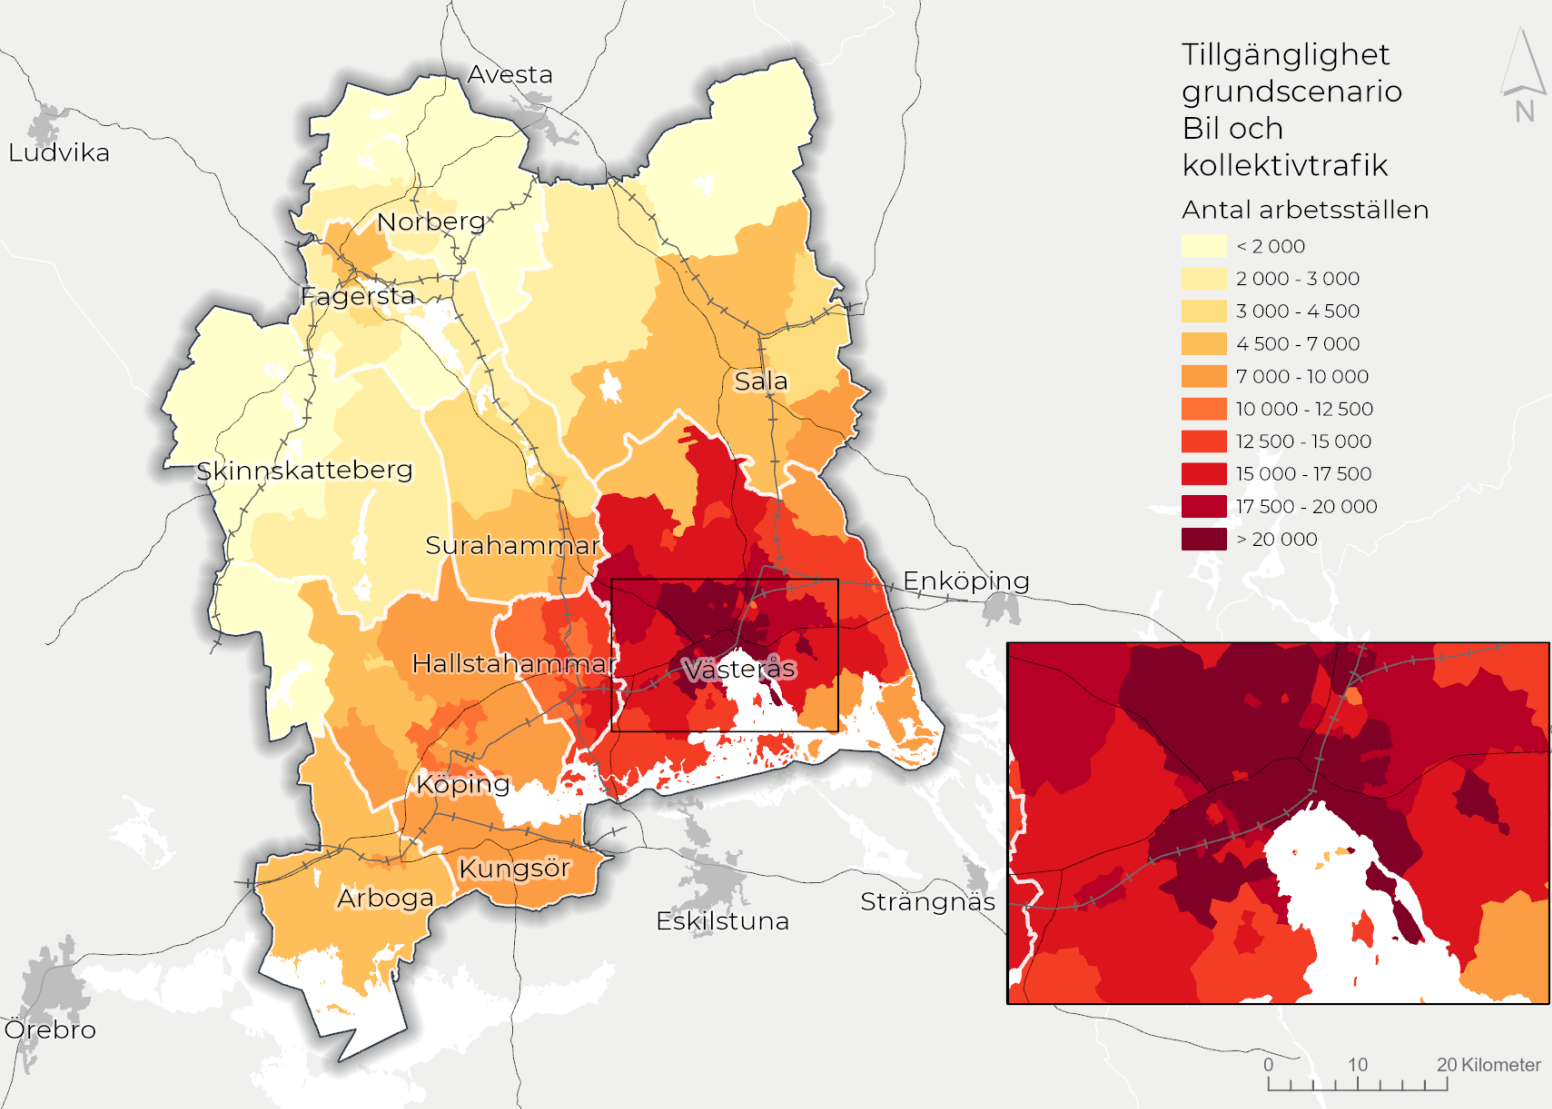 Tillgänglighet
grundscenario
Bil och
kollektivtrafik
Antal arbetsställen
< 2 000
2 000 - 3 000
3 000 - 4 500
4 500 - 7 000
7 000 - 10 000
10 000 - 12 500
12 500 - 15 000
15 000 - 17 500
17 500 - 20 000
> 20 000
N
Avesta
Ludvika
Norberg
Fagersta
Sala
Skinnskatteberg
Surahammar
Enköping
Hallstahammar
Västerås
Köping
Kungsör
Arboga
Strängnäs
Eskilstuna
Örebro
0 10 20 Kilometer